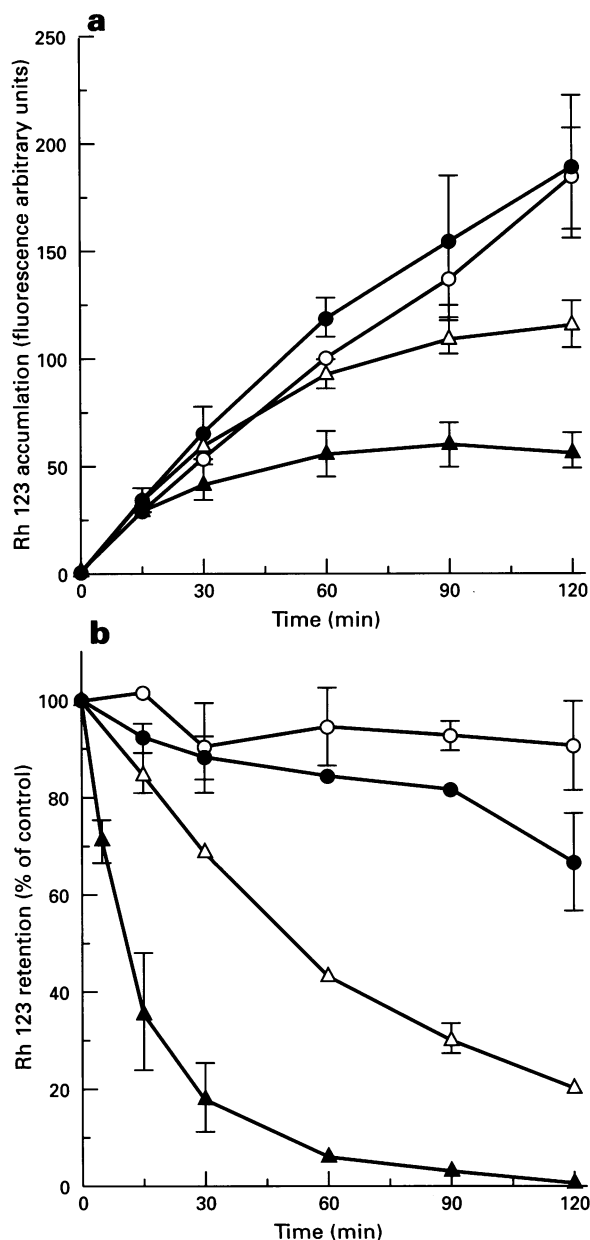 a
250
200
150
100
50
0
Rh 123 accumlation (fluorescence arbitrary units)
0 30 60 90 120
Time (min)
b
100
80
60
40
20
0
Rh 123 retention (% of control)
0 30 60 90 120
Time (min)